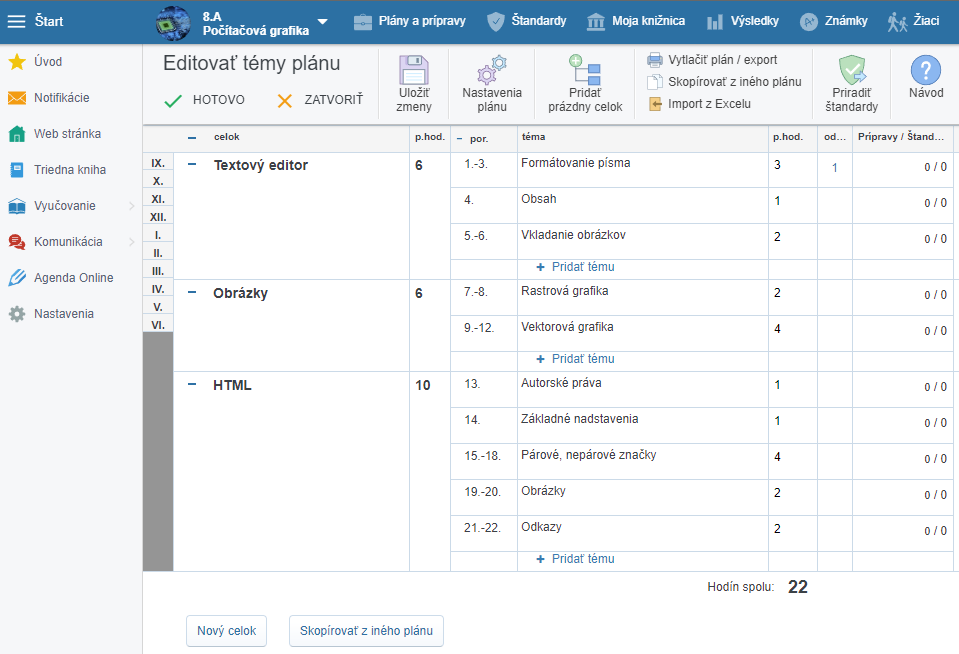 Štart
8.A
Počítačová grafika
Plány a prípravy
Štandardy
Moja knižnica
Výsledky
Známky
Žiaci
Úvod
Notifikácie
Web stránka
Triedna kniha
Vyučovanie
Komunikácia
Agenda Online
Nastavenia
Editovať témy plánu
HOTOVO
ZATVORIŤ
Uložiť
zmeny
Nastavenia
plánu
Pridať
prázdny celok
Vytlačiť plán / export
Skopírovať z iného plánu
Import z Excelu
Priradiť
štandardy
Návod
− celok p.hod. − por. téma p.hod. od... Prípravy / Štand...
IX.
X.
XI.
XII.
I.
II.
III.
IV.
V.
VI.
− Textový editor 6 1.-3. Formátovanie písma 3 1 0 / 0
4. Obsah 1 0 / 0
5.-6. Vkladanie obrázkov 2 0 / 0
+ Pridať tému
− Obrázky 6 7.-8. Rastrová grafika 2 0 / 0
9.-12. Vektorová grafika 4 0 / 0
+ Pridať tému
− HTML 10 13. Autorské práva 1 0 / 0
14. Základné nadstavenia 1 0 / 0
15.-18. Párové, nepárové značky 4 0 / 0
19.-20. Obrázky 2 0 / 0
21.-22. Odkazy 2 0 / 0
+ Pridať tému
Hodín spolu: 22
Nový celok
Skopírovať z iného plánu